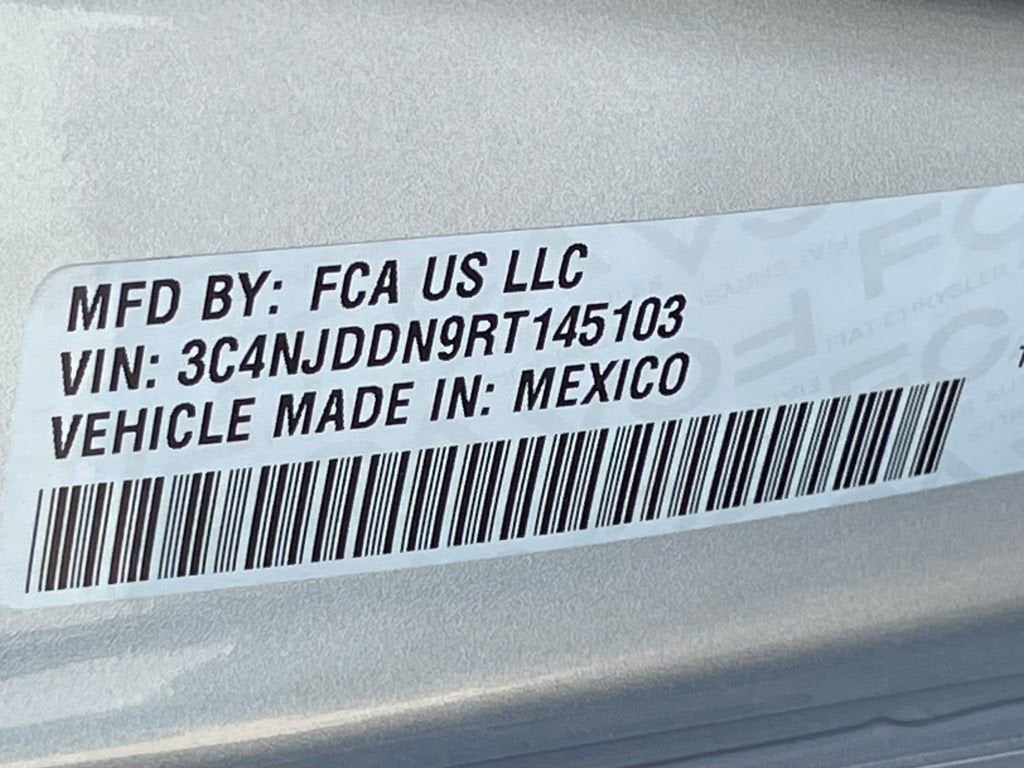 MFD BY: FCA US LLC
VIN: 3C4NJDDN9RT145103
VEHICLE MADE IN: MEXICO